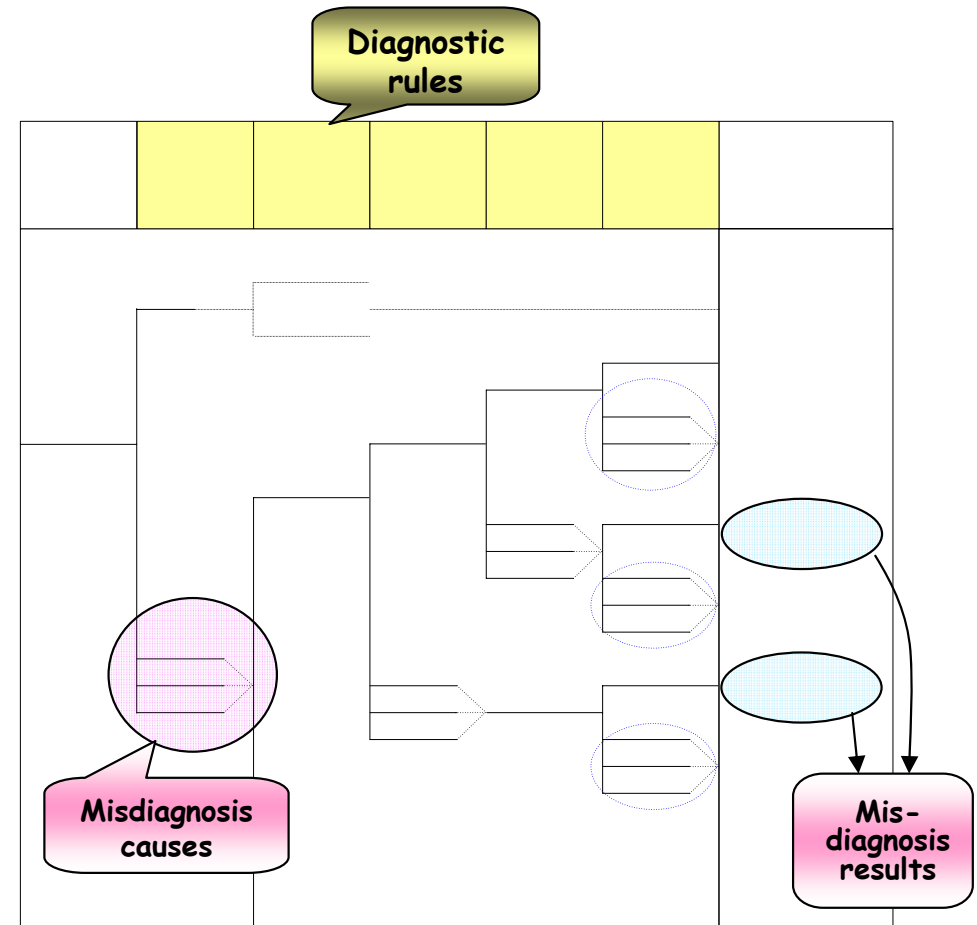 Diagnostic
rules
Misdiagnosis
causes
Mis-
diagnosis
results